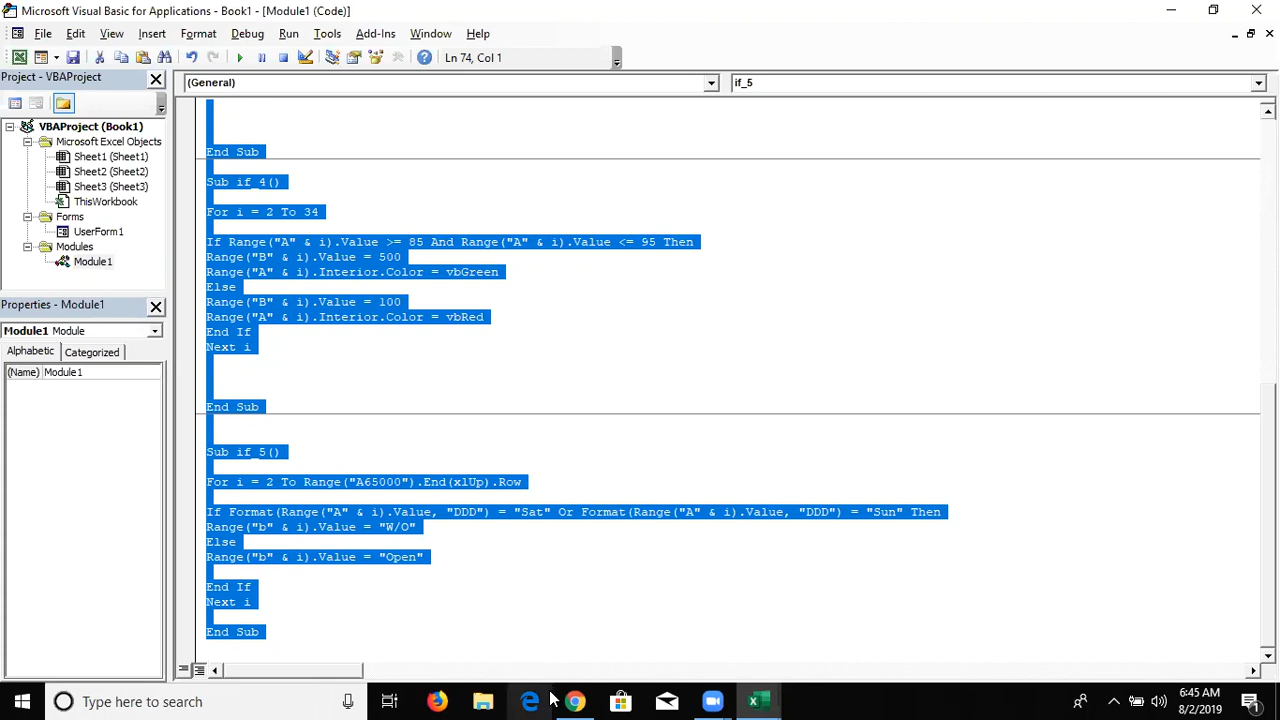 Microsoft Visual Basic for Applications - Book1 - [Module1 (Code)]
File Edit View Insert Format Debug Run Tools Add-Ins Window Help
Ln 74, Col 1
Project - VBAProject
(General)
if_5
VBAProject (Book1)
Microsoft Excel Objects
Sheet1 (Sheet1)
Sheet2 (Sheet2)
Sheet3 (Sheet3)
ThisWorkbook
Forms
UserForm1
Modules
Module1
Properties - Module1
Module1 Module
Alphabetic Categorized
(Name) Module1
End Sub
Sub if_4()
For i = 2 To 34
If Range("A" & i).Value >= 85 And Range("A" & i).Value <= 95 Then
Range("B" & i).Value = 500
Range("A" & i).Interior.Color = vbGreen
Else
Range("B" & i).Value = 100
Range("A" & i).Interior.Color = vbRed
End If
Next i
End Sub
Sub if_5()
For i = 2 To Range("A65000").End(xlUp).Row
If Format(Range("A" & i).Value, "DDD") = "Sat" Or Format(Range("A" & i).Value, "DDD") = "Sun" Then
Range("b" & i).Value = "W/O"
Else
Range("b" & i).Value = "Open"
End If
Next i
End Sub
Type here to search
6:45 AM
8/2/2019
1